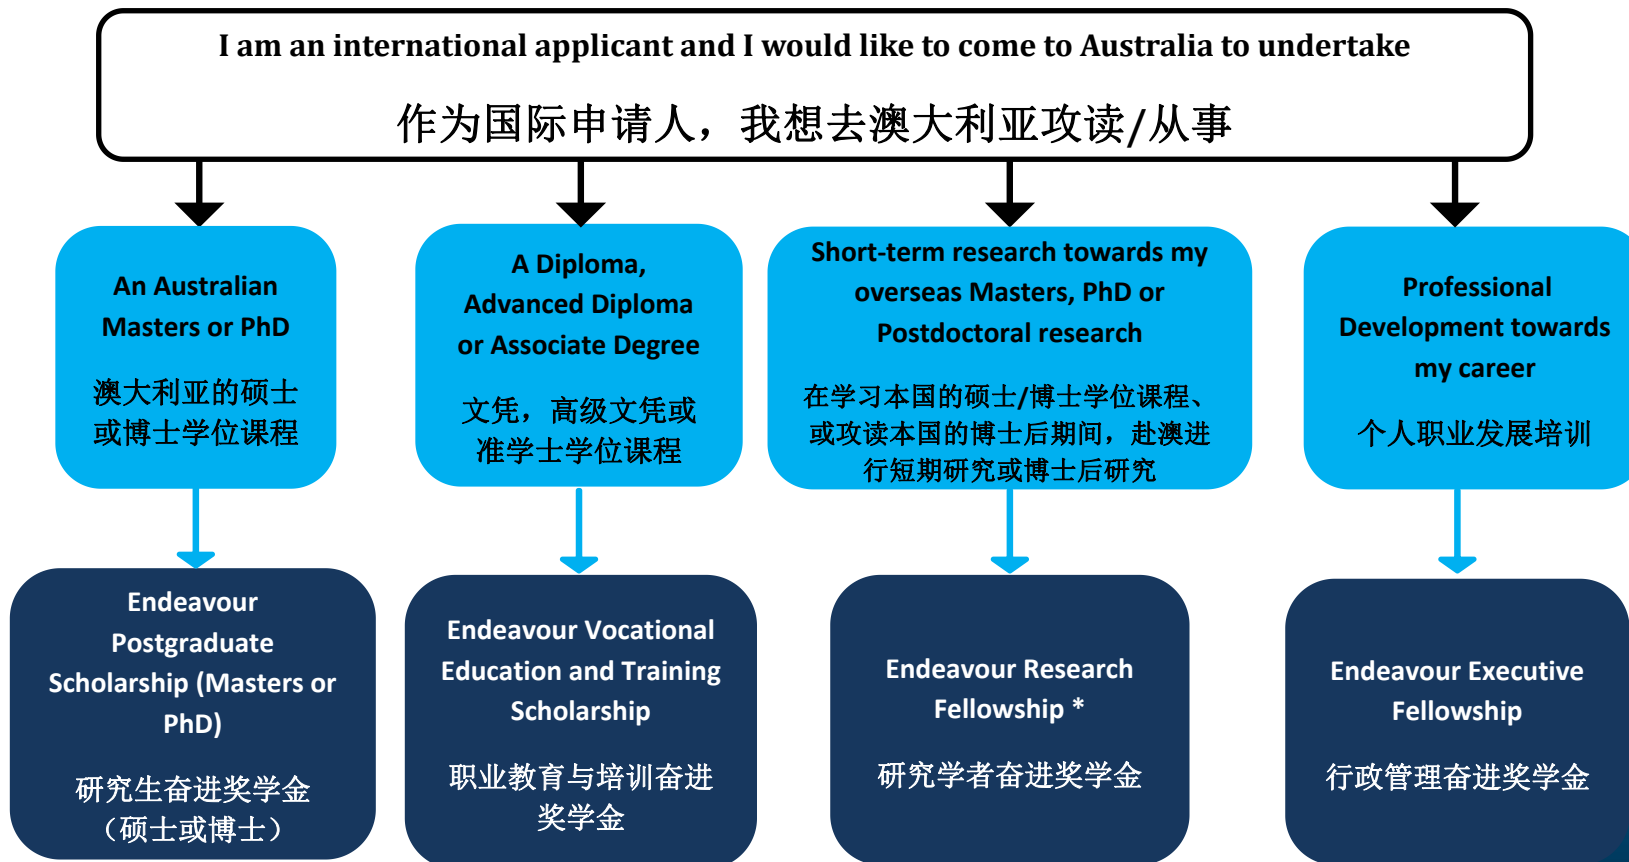 I am an international applicant and I would like to come to Australia to undertake
作为国际申请人，我想去澳大利亚攻读/从事
An Australian
Masters or PhD
澳大利亚的硕士
或博士学位课程
A Diploma,
Advanced Diploma
or Associate Degree
文凭，高级文凭或
准学士学位课程
Short-term research towards my
overseas Masters, PhD or
Postdoctoral research
在学习本国的硕士/博士学位课程、
或攻读本国的博士后期间，赴澳进
行短期研究或博士后研究
Professional
Development towards
my career
个人职业发展培训
Endeavour
Postgraduate
Scholarship (Masters or
PhD)
研究生奋进奖学金
（硕士或博士）
Endeavour Vocational
Education and Training
Scholarship
职业教育与培训奋进
奖学金
Endeavour Research
Fellowship *
研究学者奋进奖学金
Endeavour Executive
Fellowship
行政管理奋进奖学金